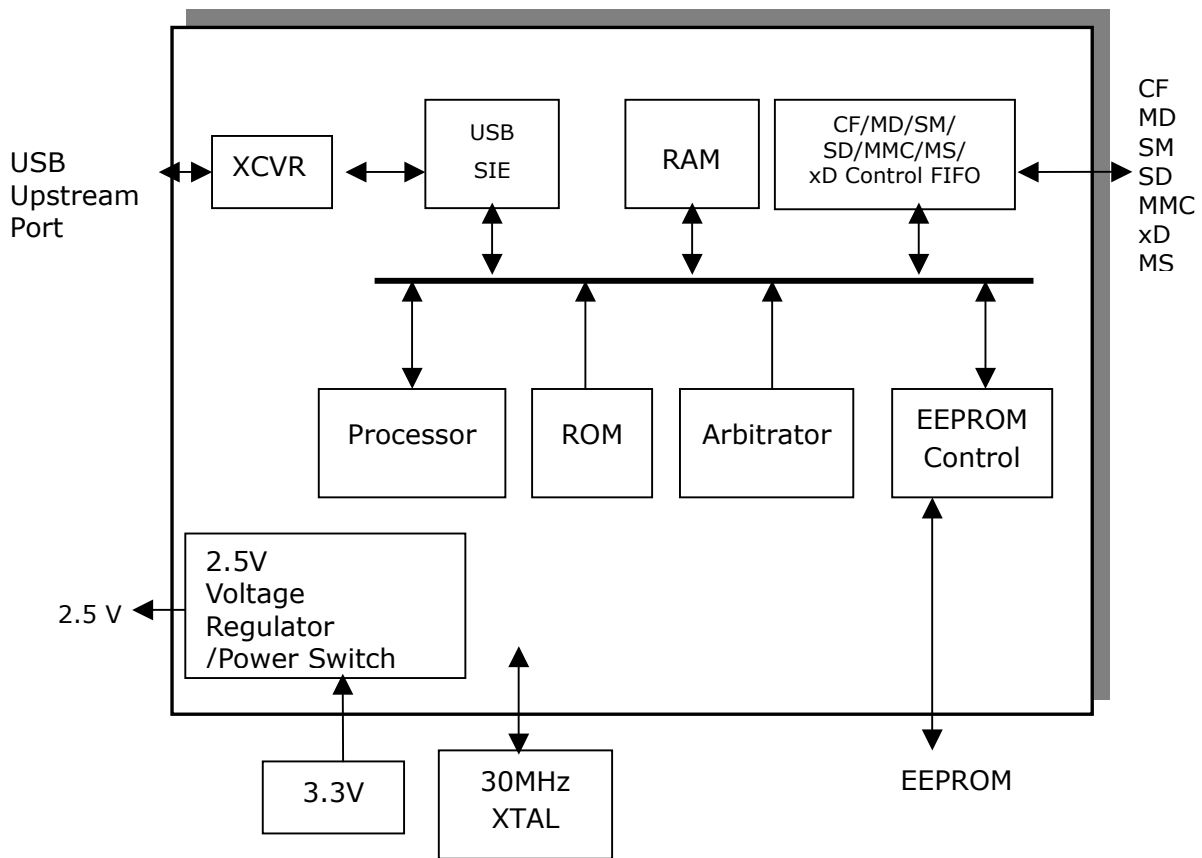 USB
Upstream
Port
XCVR
USB
SIE
RAM
CF/MD/SM/
SD/MMC/MS/
xD Control FIFO
CF
MD
SM
SD
MMC
xD
MS
Processor
ROM
Arbitrator
EEPROM
Control
2.5V
Voltage
Regulator
/Power Switch
2.5 V
3.3V
30MHz
XTAL
EEPROM